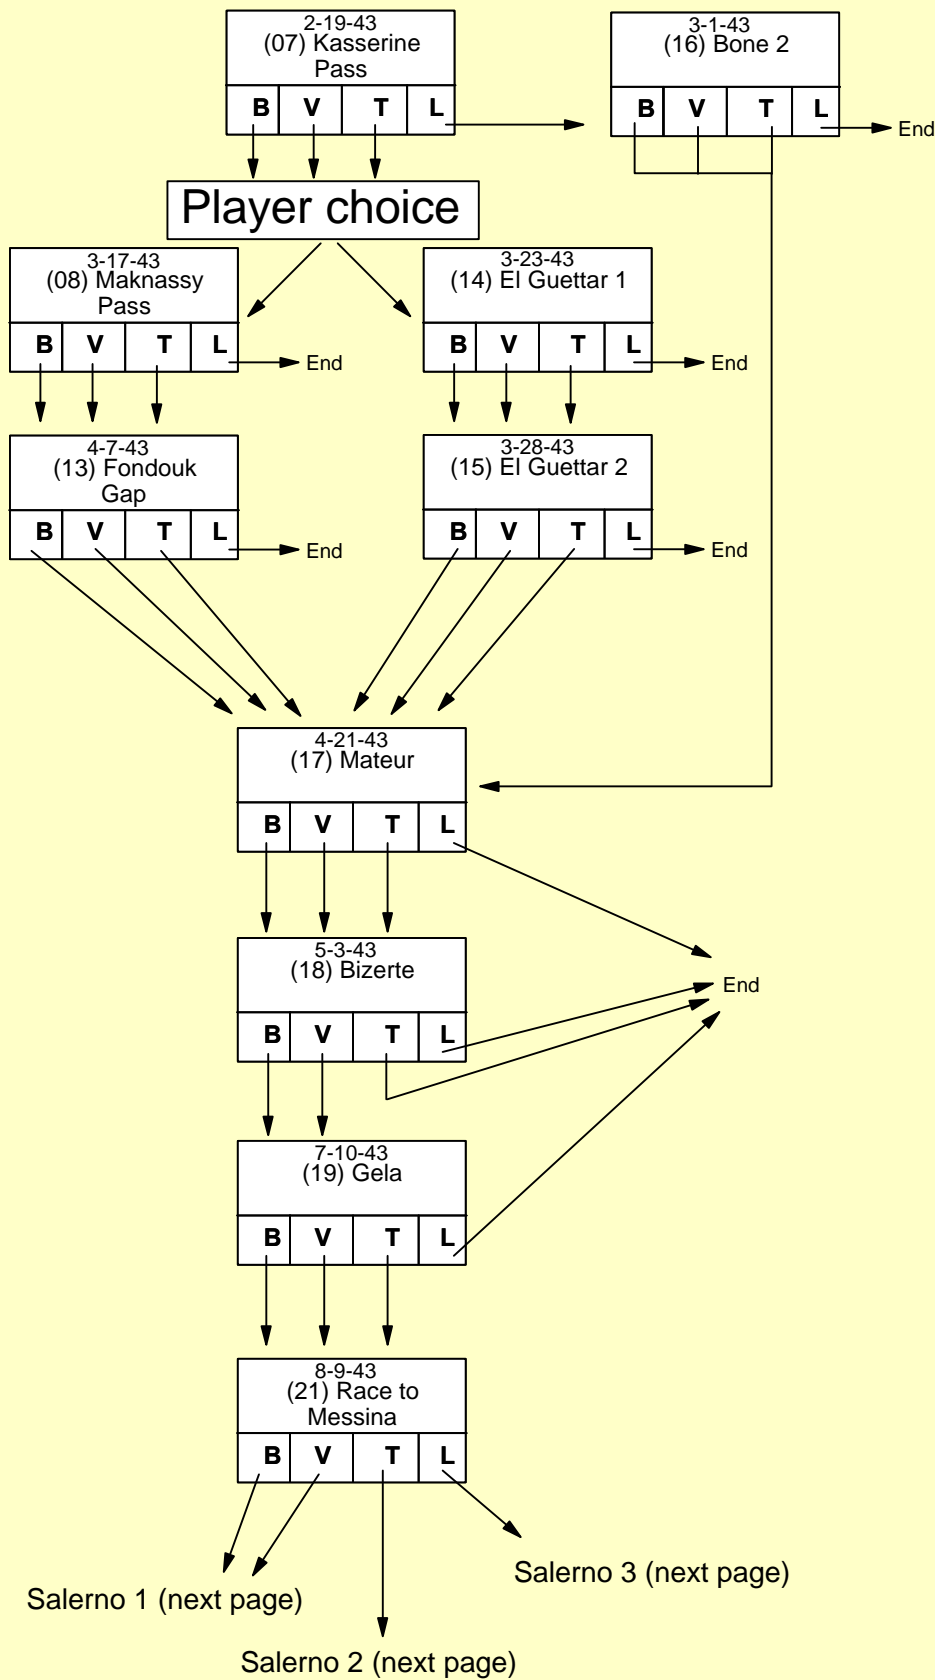 2-19-43
(07) Kasserine
Pass
B V T L
3-1-43
(16) Bone 2
B V T L
End
Player choice
3-17-43
(08) Maknassy
Pass
B V T L
End
3-23-43
(14) El Guettar 1
B V T L
End
4-7-43
(13) Fondouk
Gap
B V T L
End
3-28-43
(15) El Guettar 2
B V T L
End
4-21-43
(17) Mateur
B V T L
5-3-43
(18) Bizerte
B V T L
End
7-10-43
(19) Gela
B V T L
8-9-43
(21) Race to
Messina
B V T L
Salerno 3 (next page)
Salerno 1 (next page)
Salerno 2 (next page)